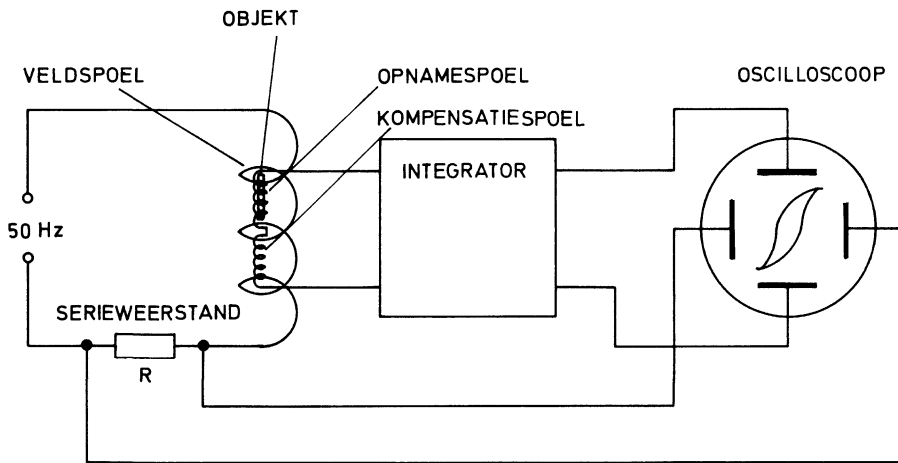 OBJEKT
VELDSPOEL
OPNAMESPOEL
OSCILLOSCOOP
KOMPENSATIESPOEL
INTEGRATOR
50 Hz
SERIEWEERSTAND
R